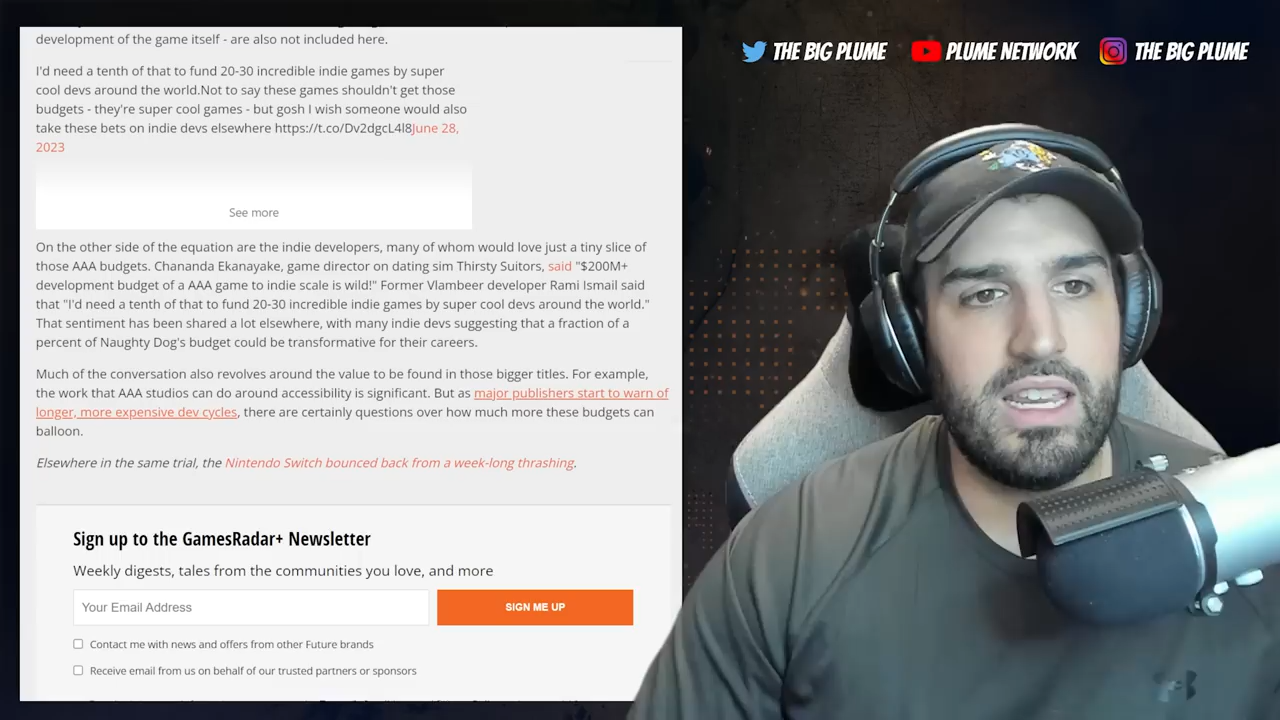 THE BIG PLUME
PLUME NETWORK
THE BIG PLUME
development of the game itself - are also not included here.
I'd need a tenth of that to fund 20-30 incredible indie games by super
cool devs around the world.Not to say these games shouldn't get those
budgets - they're super cool games - but gosh I wish someone would also
take these bets on indie devs elsewhere https://t.co/Dv2dgcL4l8June 28,
2023
See more
On the other side of the equation are the indie developers, many of whom would love just a tiny slice of
those AAA budgets. Chananda Ekanayake, game director on dating sim Thirsty Suitors, said "$200M+
development budget of a AAA game to indie scale is wild!" Former Vlambeer developer Rami Ismail said
that "I'd need a tenth of that to fund 20-30 incredible indie games by super cool devs around the world."
That sentiment has been shared a lot elsewhere, with many indie devs suggesting that a fraction of a
percent of Naughty Dog's budget could be transformative for their careers.
Much of the conversation also revolves around the value to be found in those bigger titles. For example,
the work that AAA studios can do around accessibility is significant. But as major publishers start to warn of
longer, more expensive dev cycles, there are certainly questions over how much more these budgets can
balloon.
Elsewhere in the same trial, the Nintendo Switch bounced back from a week-long thrashing.
Sign up to the GamesRadar+ Newsletter
Weekly digests, tales from the communities you love, and more
Your Email Address
SIGN ME UP
Contact me with news and offers from other Future brands
Receive email from us on behalf of our trusted partners or sponsors